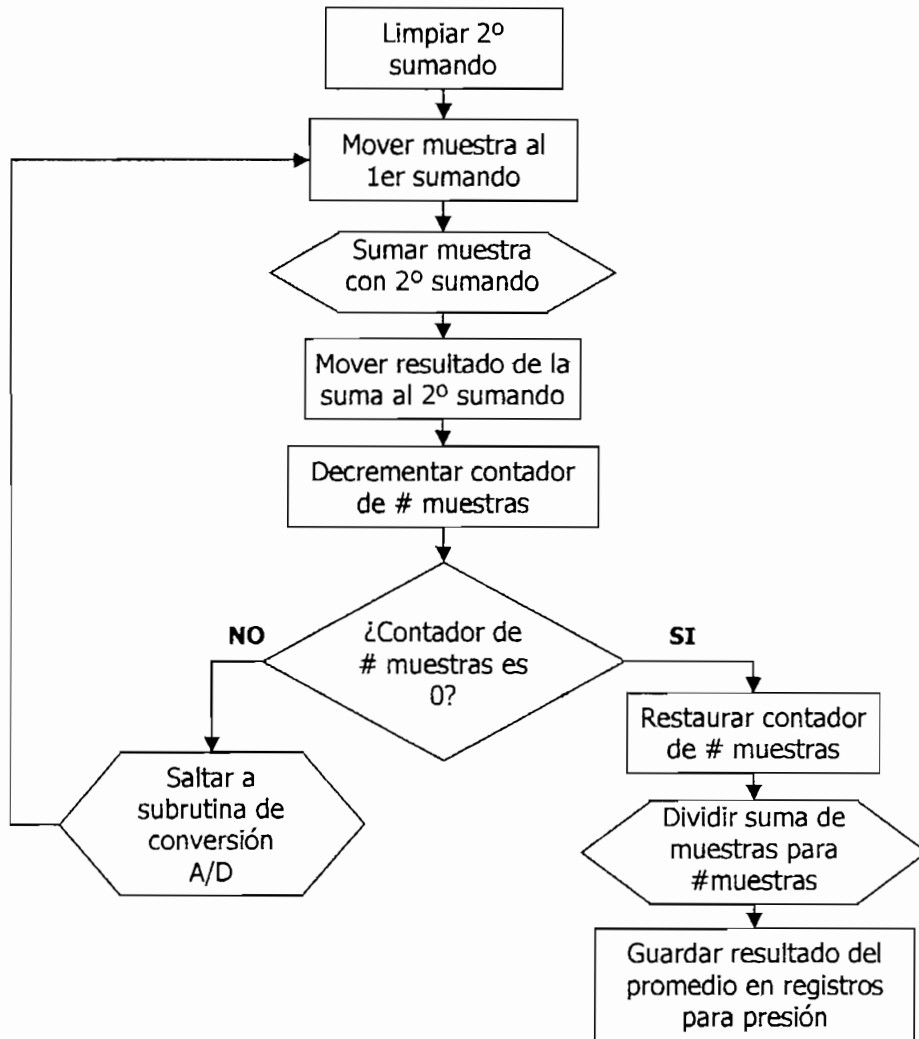 Limpiar 2º
sumando
Mover muestra al
1er sumando
Sumar muestra
con 2º sumando
Mover resultado de la
suma al 2º sumando
Decrementar contador
de # muestras
¿Contador de
# muestras es
0?
NO
SI
Saltar a
subrutina de
conversión
A/D
Restaurar contador
de # muestras
Dividir suma de
muestras para
#muestras
Guardar resultado del
promedio en registros
para presión